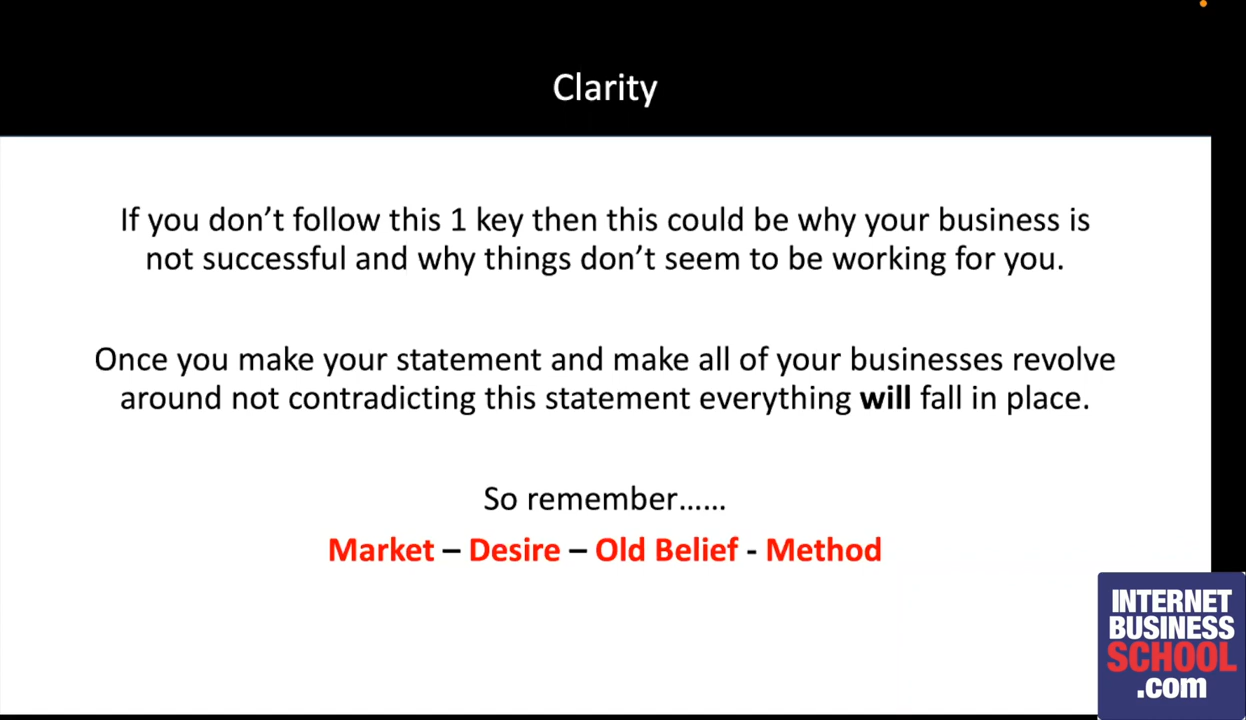 Clarity
If you don’t follow this 1 key then this could be why your business is
not successful and why things don’t seem to be working for you.
Once you make your statement and make all of your businesses revolve
around not contradicting this statement everything will fall in place.
So remember......
Market – Desire – Old Belief - Method
INTERNET
BUSINESS
SCHOOL
.com